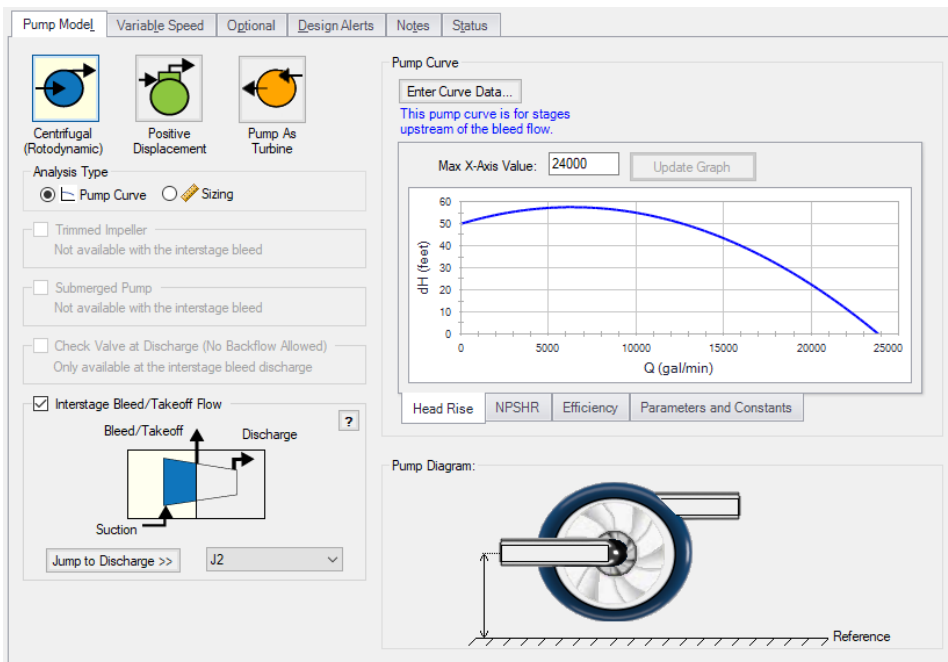 Pump Model
Variable Speed
Optional
Design Alerts
Notes
Status
Centrifugal
(Rotodynamic)
Positive
Displacement
Pump As
Turbine
Analysis Type
Pump Curve
Sizing
Trimmed Impeller
Not available with the interstage bleed
Submerged Pump
Not available with the interstage bleed
Check Valve at Discharge (No Backflow Allowed)
Only available at the interstage bleed discharge
Interstage Bleed/Takeoff Flow
?
Bleed/Takeoff
Discharge
Suction
Jump to Discharge >>
J2
Pump Curve
Enter Curve Data...
This pump curve is for stages
upstream of the bleed flow.
Max X-Axis Value:
24000
Update Graph
60
50
40
30
20
10
0
dH (feet)
0
5000
10000
15000
20000
25000
Q (gal/min)
Head Rise
NPSHR
Efficiency
Parameters and Constants
Pump Diagram:
Reference